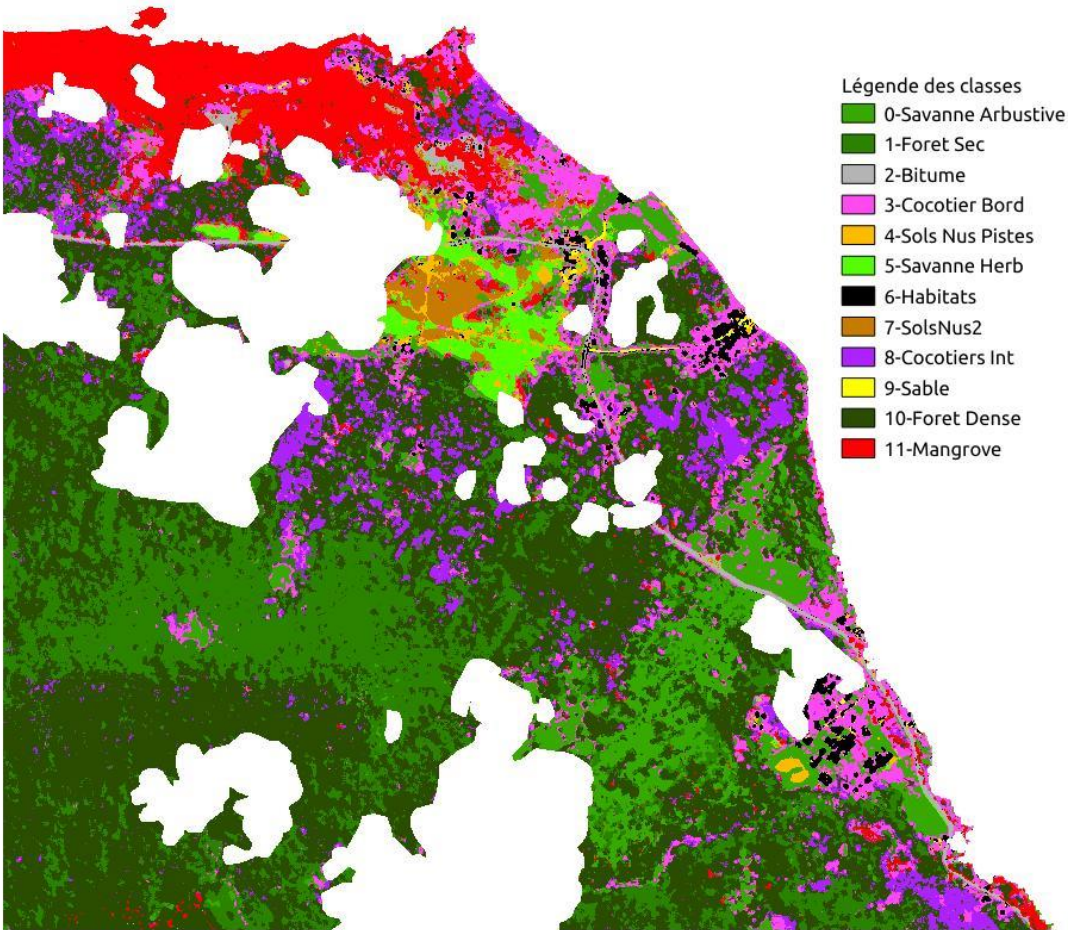 Légende des classes
0-Savanne Arbustive
1-Foret Sec
2-Bitume
3-Cocotier Bord
4-Sols Nus Pistes
5-Savanne Herb
6-Habitats
7-SolsNus2
8-Cocotiers Int
9-Sable
10-Foret Dense
11-Mangrove